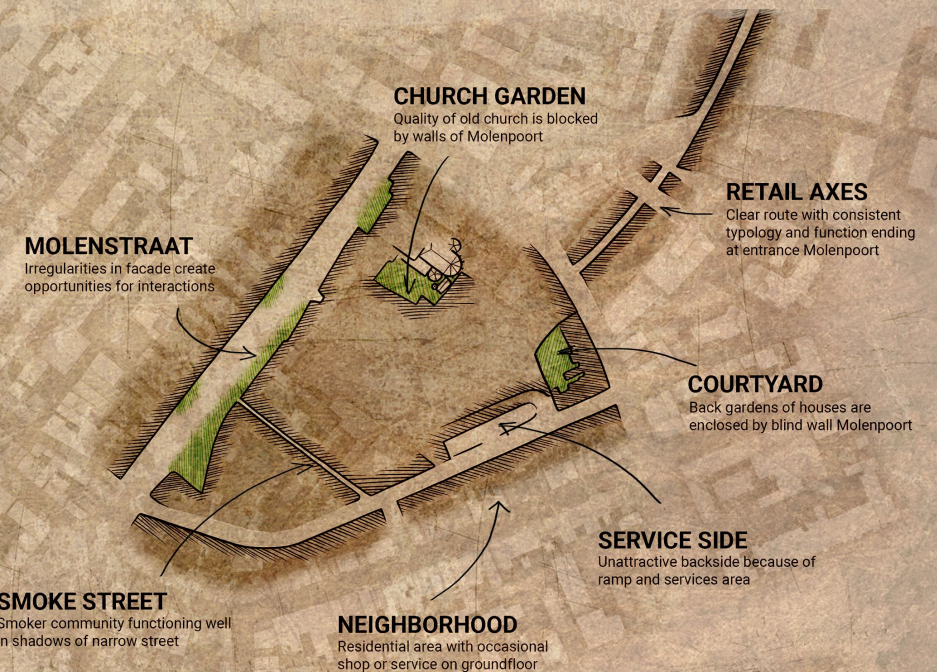 CHURCH GARDEN
Quality of old church is blocked
by walls of Molenpoort
RETAIL AXES
Clear route with consistent
typology and function ending
at entrance Molenpoort
MOLENSTRAAT
Irregularities in facade create
opportunities for interactions
COURTYARD
Back gardens of houses are
enclosed by blind wall Molenpoort
SERVICE SIDE
Unattractive backside because of
ramp and services area
SMOKE STREET
Smoker community functioning well
n shadows of narrow street
NEIGHBORHOOD
Residential area with occasional
shop or service on groundfloor